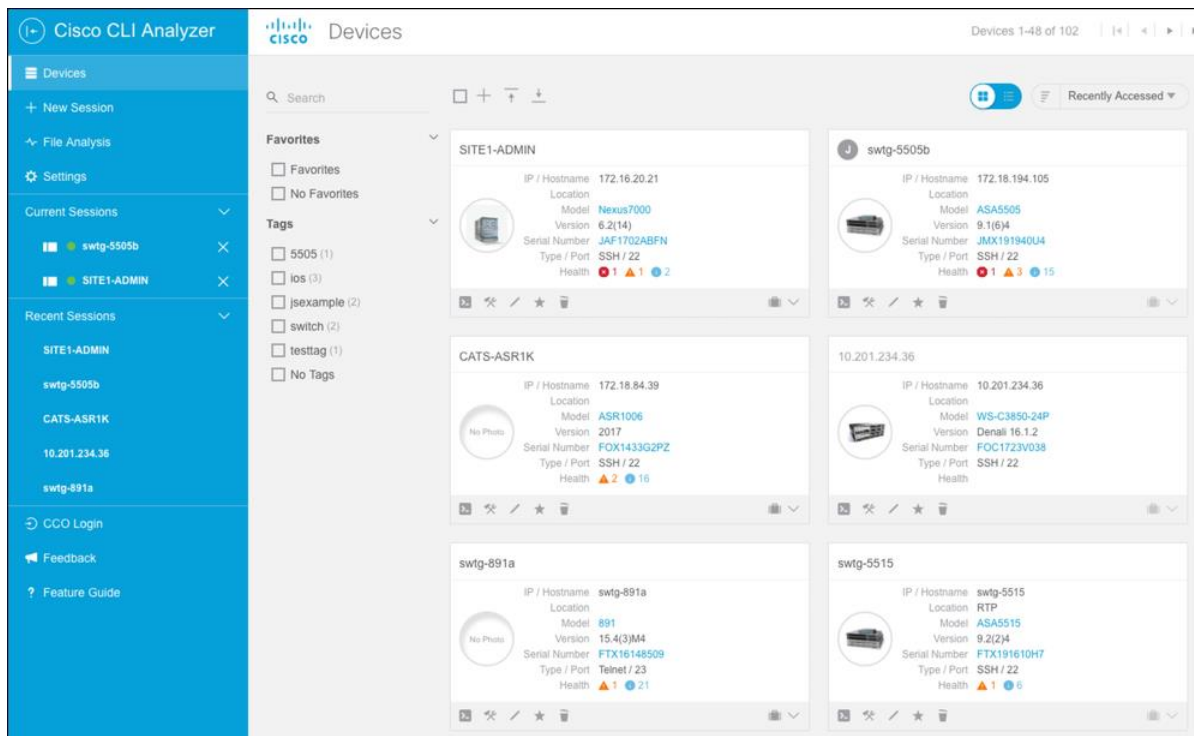 Cisco CLI Analyzer
Devices
New Session
File Analysis
Settings
Current Sessions
swtg-5505b
SITE1-ADMIN
Recent Sessions
SITE1-ADMIN
swtg-5505b
CATS-ASR1K
10.201.234.36
swtg-891a
CCO Login
Feedback
? Feature Guide
CISCO Devices
Devices 1-48 of 102
Search
Recently Accessed
Favorites
Favorites
No Favorites
Tags
5505 (1)
ios (3)
jsexample (2)
switch (2)
testtag (1)
No Tags
SITE1-ADMIN
IP / Hostname 172.16.20.21
Location
Model Nexus7000
Version 6.2(14)
Serial Number JAF1702ABFN
Type / Port SSH / 22
Health 1 1 2
J swtg-5505b
IP / Hostname 172.18.194.105
Location
Model ASA5505
Version 9.1(6)4
Serial Number JMX191940U4
Type / Port SSH / 22
Health 1 3 15
CATS-ASR1K
No Photo
IP / Hostname 172.18.84.39
Location
Model ASR1006
Version 2017
Serial Number FOX1433G2PZ
Type / Port SSH / 22
Health 2 16
10.201.234.36
IP / Hostname 10.201.234.36
Location
Model WS-C3850-24P
Version Denali 16.1.2
Serial Number FOC1723V038
Type / Port SSH / 22
Health
swtg-891a
No Photo
IP / Hostname swtg-891a
Location
Model 891
Version 15.4(3)M4
Serial Number FTX16148509
Type / Port Telnet / 23
Health 1 21
swtg-5515
IP / Hostname swtg-5515
Location RTP
Model ASA5515
Version 9.2(2)4
Serial Number FTX191610H7
Type / Port SSH / 22
Health 1 6